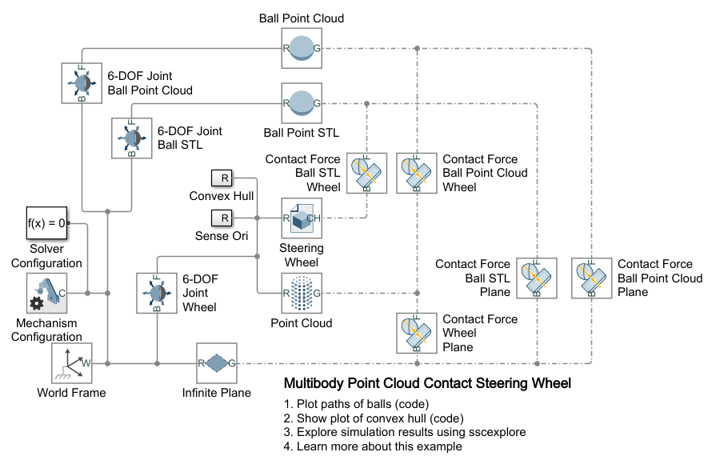 Ball Point Cloud
R G
F
B
6-DOF Joint
Ball Point Cloud
R G
Ball Point STL
F
B
6-DOF Joint
Ball STL
Contact Force
Ball STL
Wheel
F
B
F
B
Contact Force
Ball Point Cloud
Wheel
R
Convex Hull
R
Sense Ori
f(x) = 0
Solver
Configuration
R CH
Steering
Wheel
C
Mechanism
Configuration
F
B
6-DOF
Joint
Wheel
R G
Point Cloud
Contact Force
Ball STL
Plane
F
B
F
B
Contact Force
Ball Point Cloud
Plane
F
B
Contact Force
Wheel
Plane
W
World Frame
R G
Infinite Plane
Multibody Point Cloud Contact Steering Wheel
1. Plot paths of balls (code)
2. Show plot of convex hull (code)
3. Explore simulation results using sscexplore
4. Learn more about this example